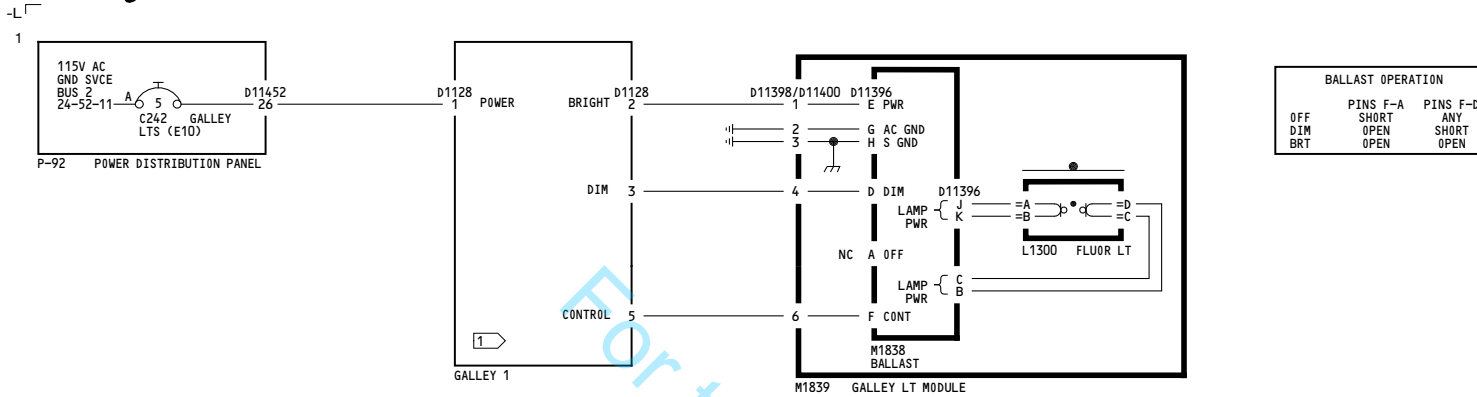 -L
1
115V AC
GND SVCE
BUS 2
24-52-11
A
5
C242
LTS (E10)
GALLEY
D11452
26
P-92 POWER DISTRIBUTION PANEL
D1128
1 POWER
D1128
BRIGHT 2
DIM 3
CONTROL 5
1
GALLEY 1
D11398/D11400 D11396
1 E PWR
2 G AC GND
3 H S GND
4 D DIM
D11396
LAMP
PWR
J
K
NC A OFF
LAMP
PWR
C
B
6 F CONT
M1838
BALLAST
M1839 GALLEY LT MODULE
=A
=B
=D
=C
L1300 FLUOR LT
BALLAST OPERATION
PINS F-A PINS F-D
OFF SHORT ANY
DIM OPEN SHORT
BRT OPEN OPEN
For t